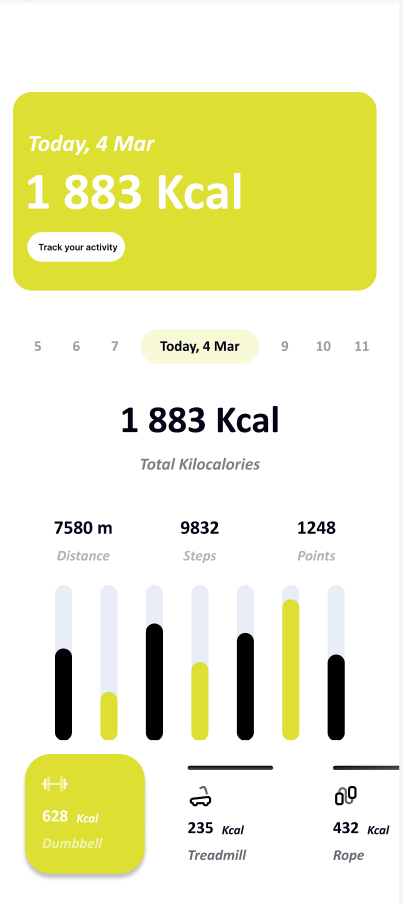 Today, 4 Mar
1 883 Kcal
Track your activity
5 6 7 Today, 4 Mar 9 10 11
1 883 Kcal
Total Kilocalories
7580 m 9832 1248
Distance Steps Points
628 Kcal 235 Kcal 432 Kcal
Dumbbell Treadmill Rope